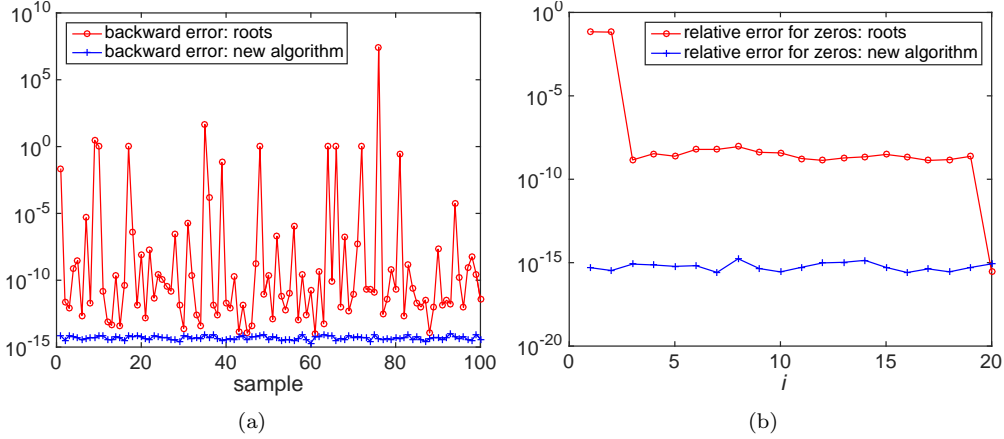 10^10
10^5
10^0
10^-5
10^-10
10^-15
backward error: roots
backward error: new algorithm
0 20 40 60 80 100
sample
(a)
10^0
10^-5
10^-10
10^-15
10^-20
relative error for zeros: roots
relative error for zeros: new algorithm
0 5 10 15 20
i
(b)